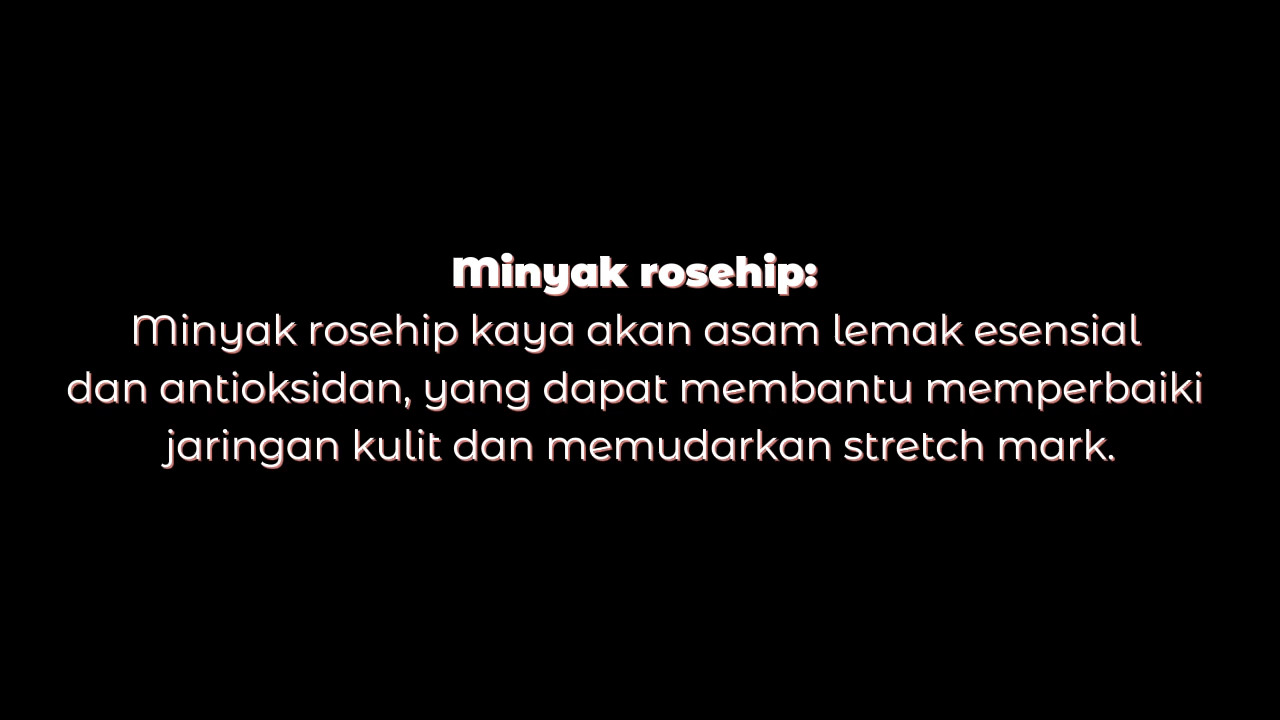 Minyak rosehip:
Minyak rosehip kaya akan asam lemak esensial
dan antioksidan, yang dapat membantu memperbaiki
jaringan kulit dan memudarkan stretch mark.